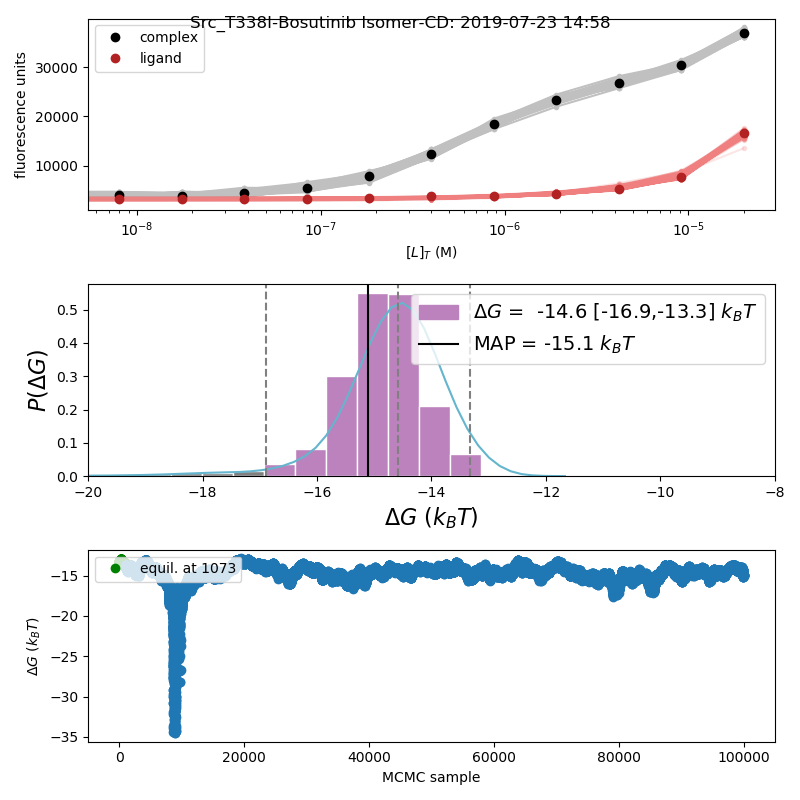 Src_T338I-Bosutinib Isomer-CD: 2019-07-23 14:58
complex
ligand
30000
20000
10000
fluorescence units
10⁻⁸ 10⁻⁷ 10⁻⁶ 10⁻⁵
[L]_T (M)
ΔG = -14.6 [-16.9,-13.3] k_BT
MAP = -15.1 k_BT
0.5
0.4
0.3
0.2
0.1
0.0
P(ΔG)
−20 −18 −16 −14 −12 −10 −8
ΔG (k_BT)
equil. at 1073
−15
−20
−25
−30
−35
ΔG (k_BT)
0 20000 40000 60000 80000 100000
MCMC sample